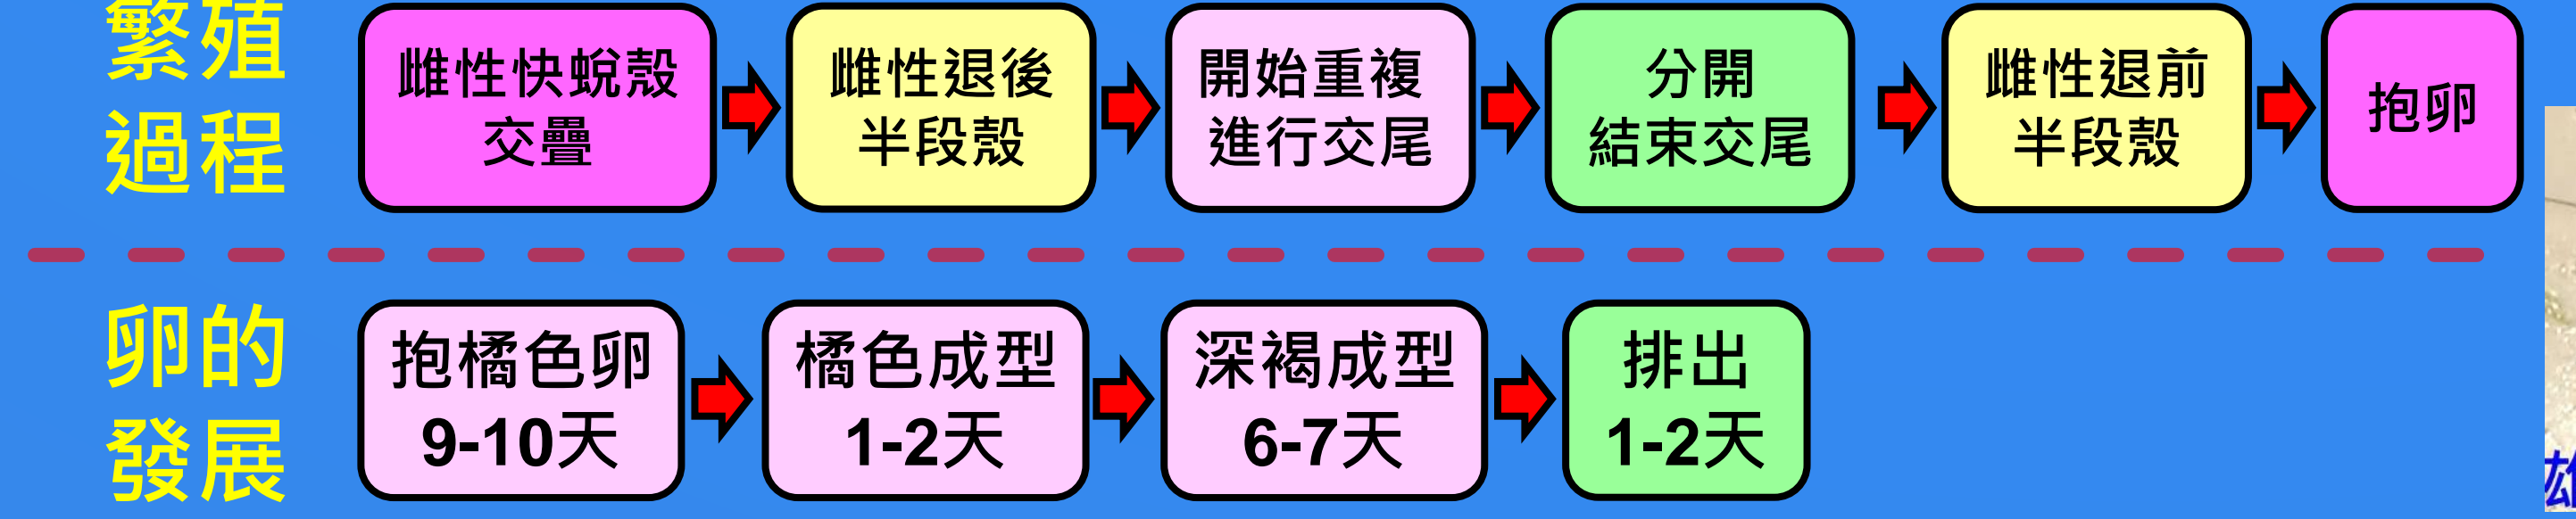 繁殖
過程
雌性快蛻殼
交疊
雌性退後
半段殼
開始重複
進行交尾
分開
結束交尾
雌性退前
半段殼
抱卵
卵的
發展
抱橘色卵
9-10天
橘色成型
1-2天
深褐成型
6-7天
排出
1-2天